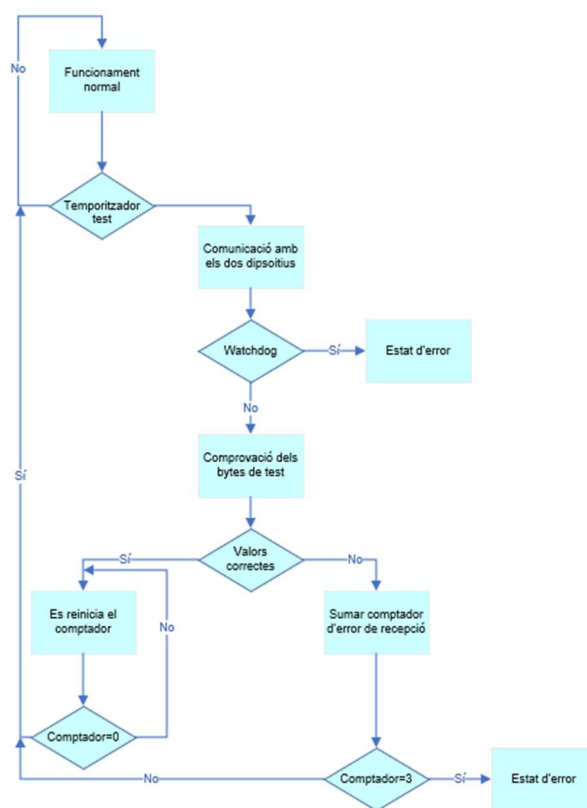 No
Funcionament
normal
Temporitzador
test
Comunicació amb
els dos dipsoitius
Watchdog
Sí
Estat d'error
No
Comprovació dels
bytes de test
Sí
Valors
correctes
Sí
No
Es reinicia el
comptador
No
Sumar comptador
d'error de recepció
Comptador=0
No
Comptador=3
Sí
Estat d'error